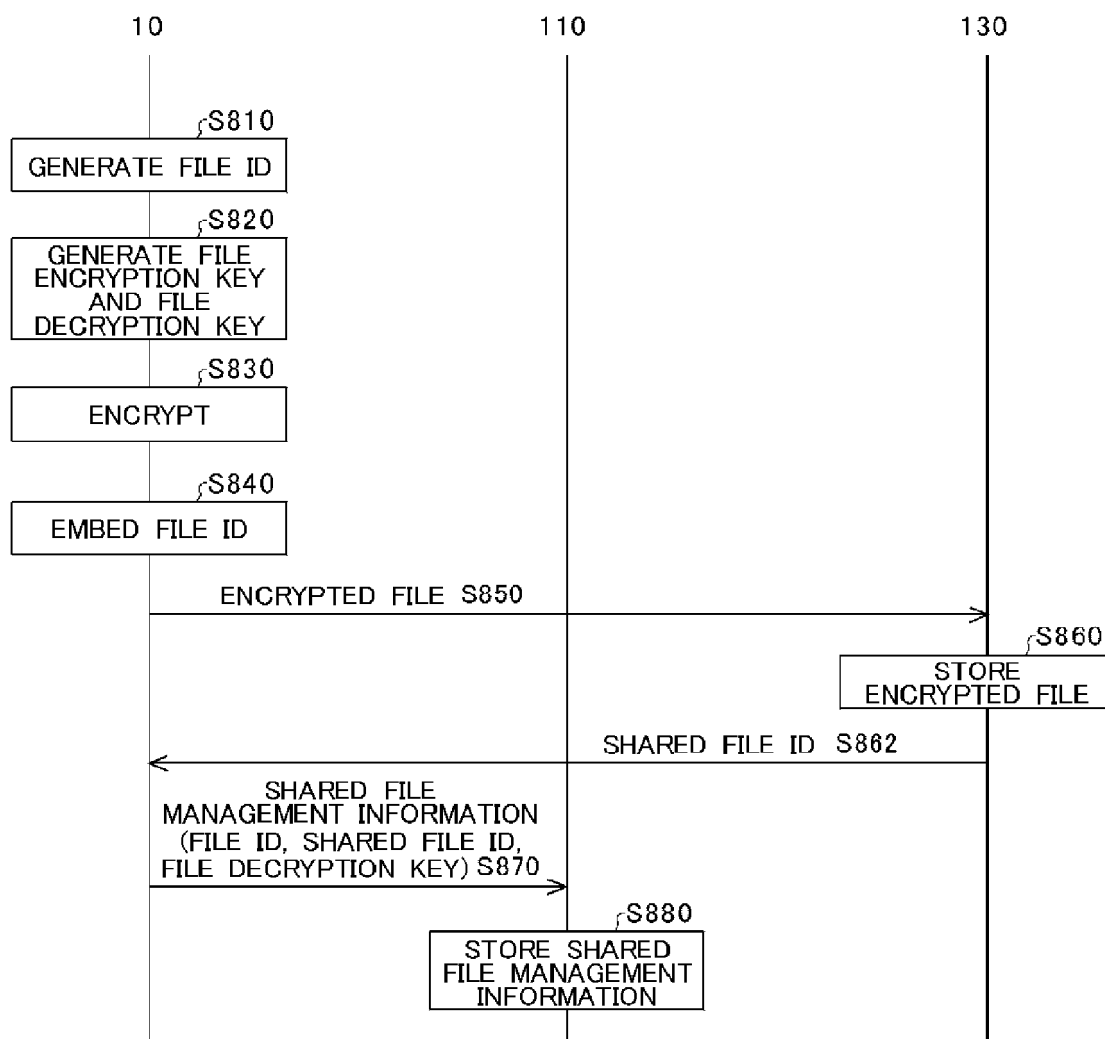 10
110
130
S810
GENERATE FILE ID
S820
GENERATE FILE
ENCRYPTION KEY
AND FILE
DECRYPTION KEY
S830
ENCRYPT
S840
EMBED FILE ID
ENCRYPTED FILE S850
S860
STORE
ENCRYPTED FILE
SHARED FILE ID S862
SHARED FILE
MANAGEMENT INFORMATION
(FILE ID, SHARED FILE ID,
FILE DECRYPTION KEY) S870
S880
STORE SHARED
FILE MANAGEMENT
INFORMATION